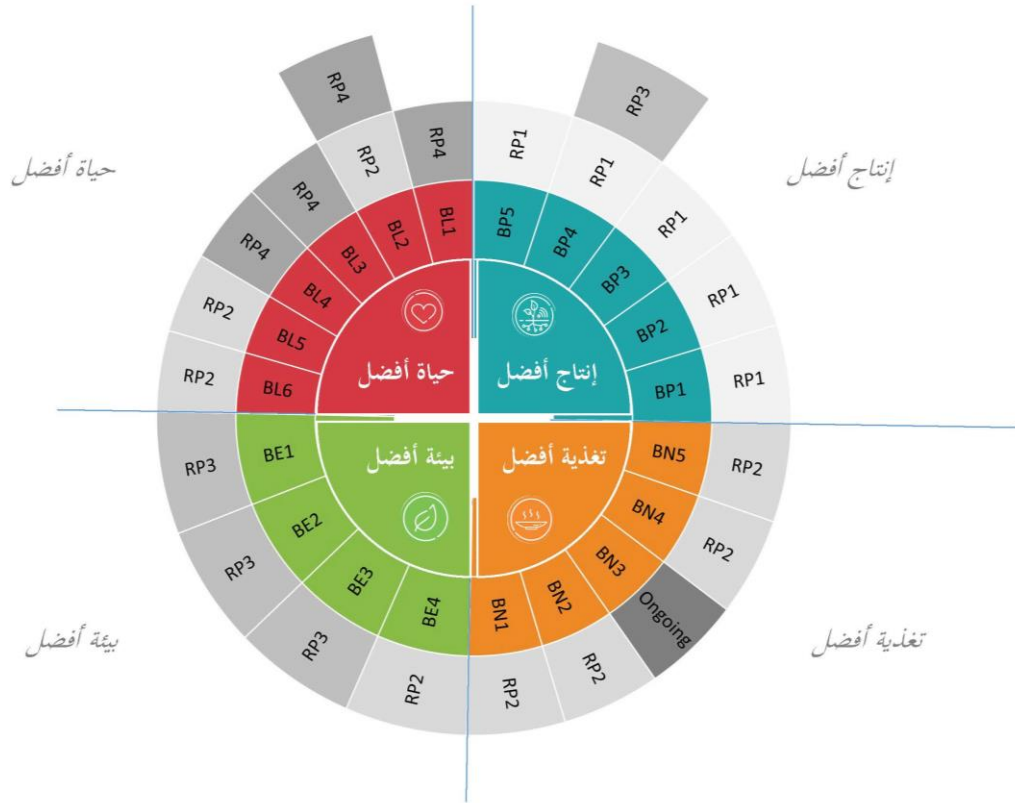 حياة أفضل
RP4
RP4
RP2
RP4
RP4
RP2
RP2
BL1
BL2
BL3
BL4
BL5
BL6
حياة أفضل
إنتاج أفضل
RP3
RP1
RP1
RP1
RP1
RP1
BP5
BP4
BP3
BP2
BP1
إنتاج أفضل
بيئة أفضل
BE1
BE2
BE3
BE4
RP3
RP3
RP3
RP2
بيئة أفضل
تغذية أفضل
BN5
BN4
BN3
BN2
BN1
RP2
RP2
Ongoing
RP2
RP2
تغذية أفضل